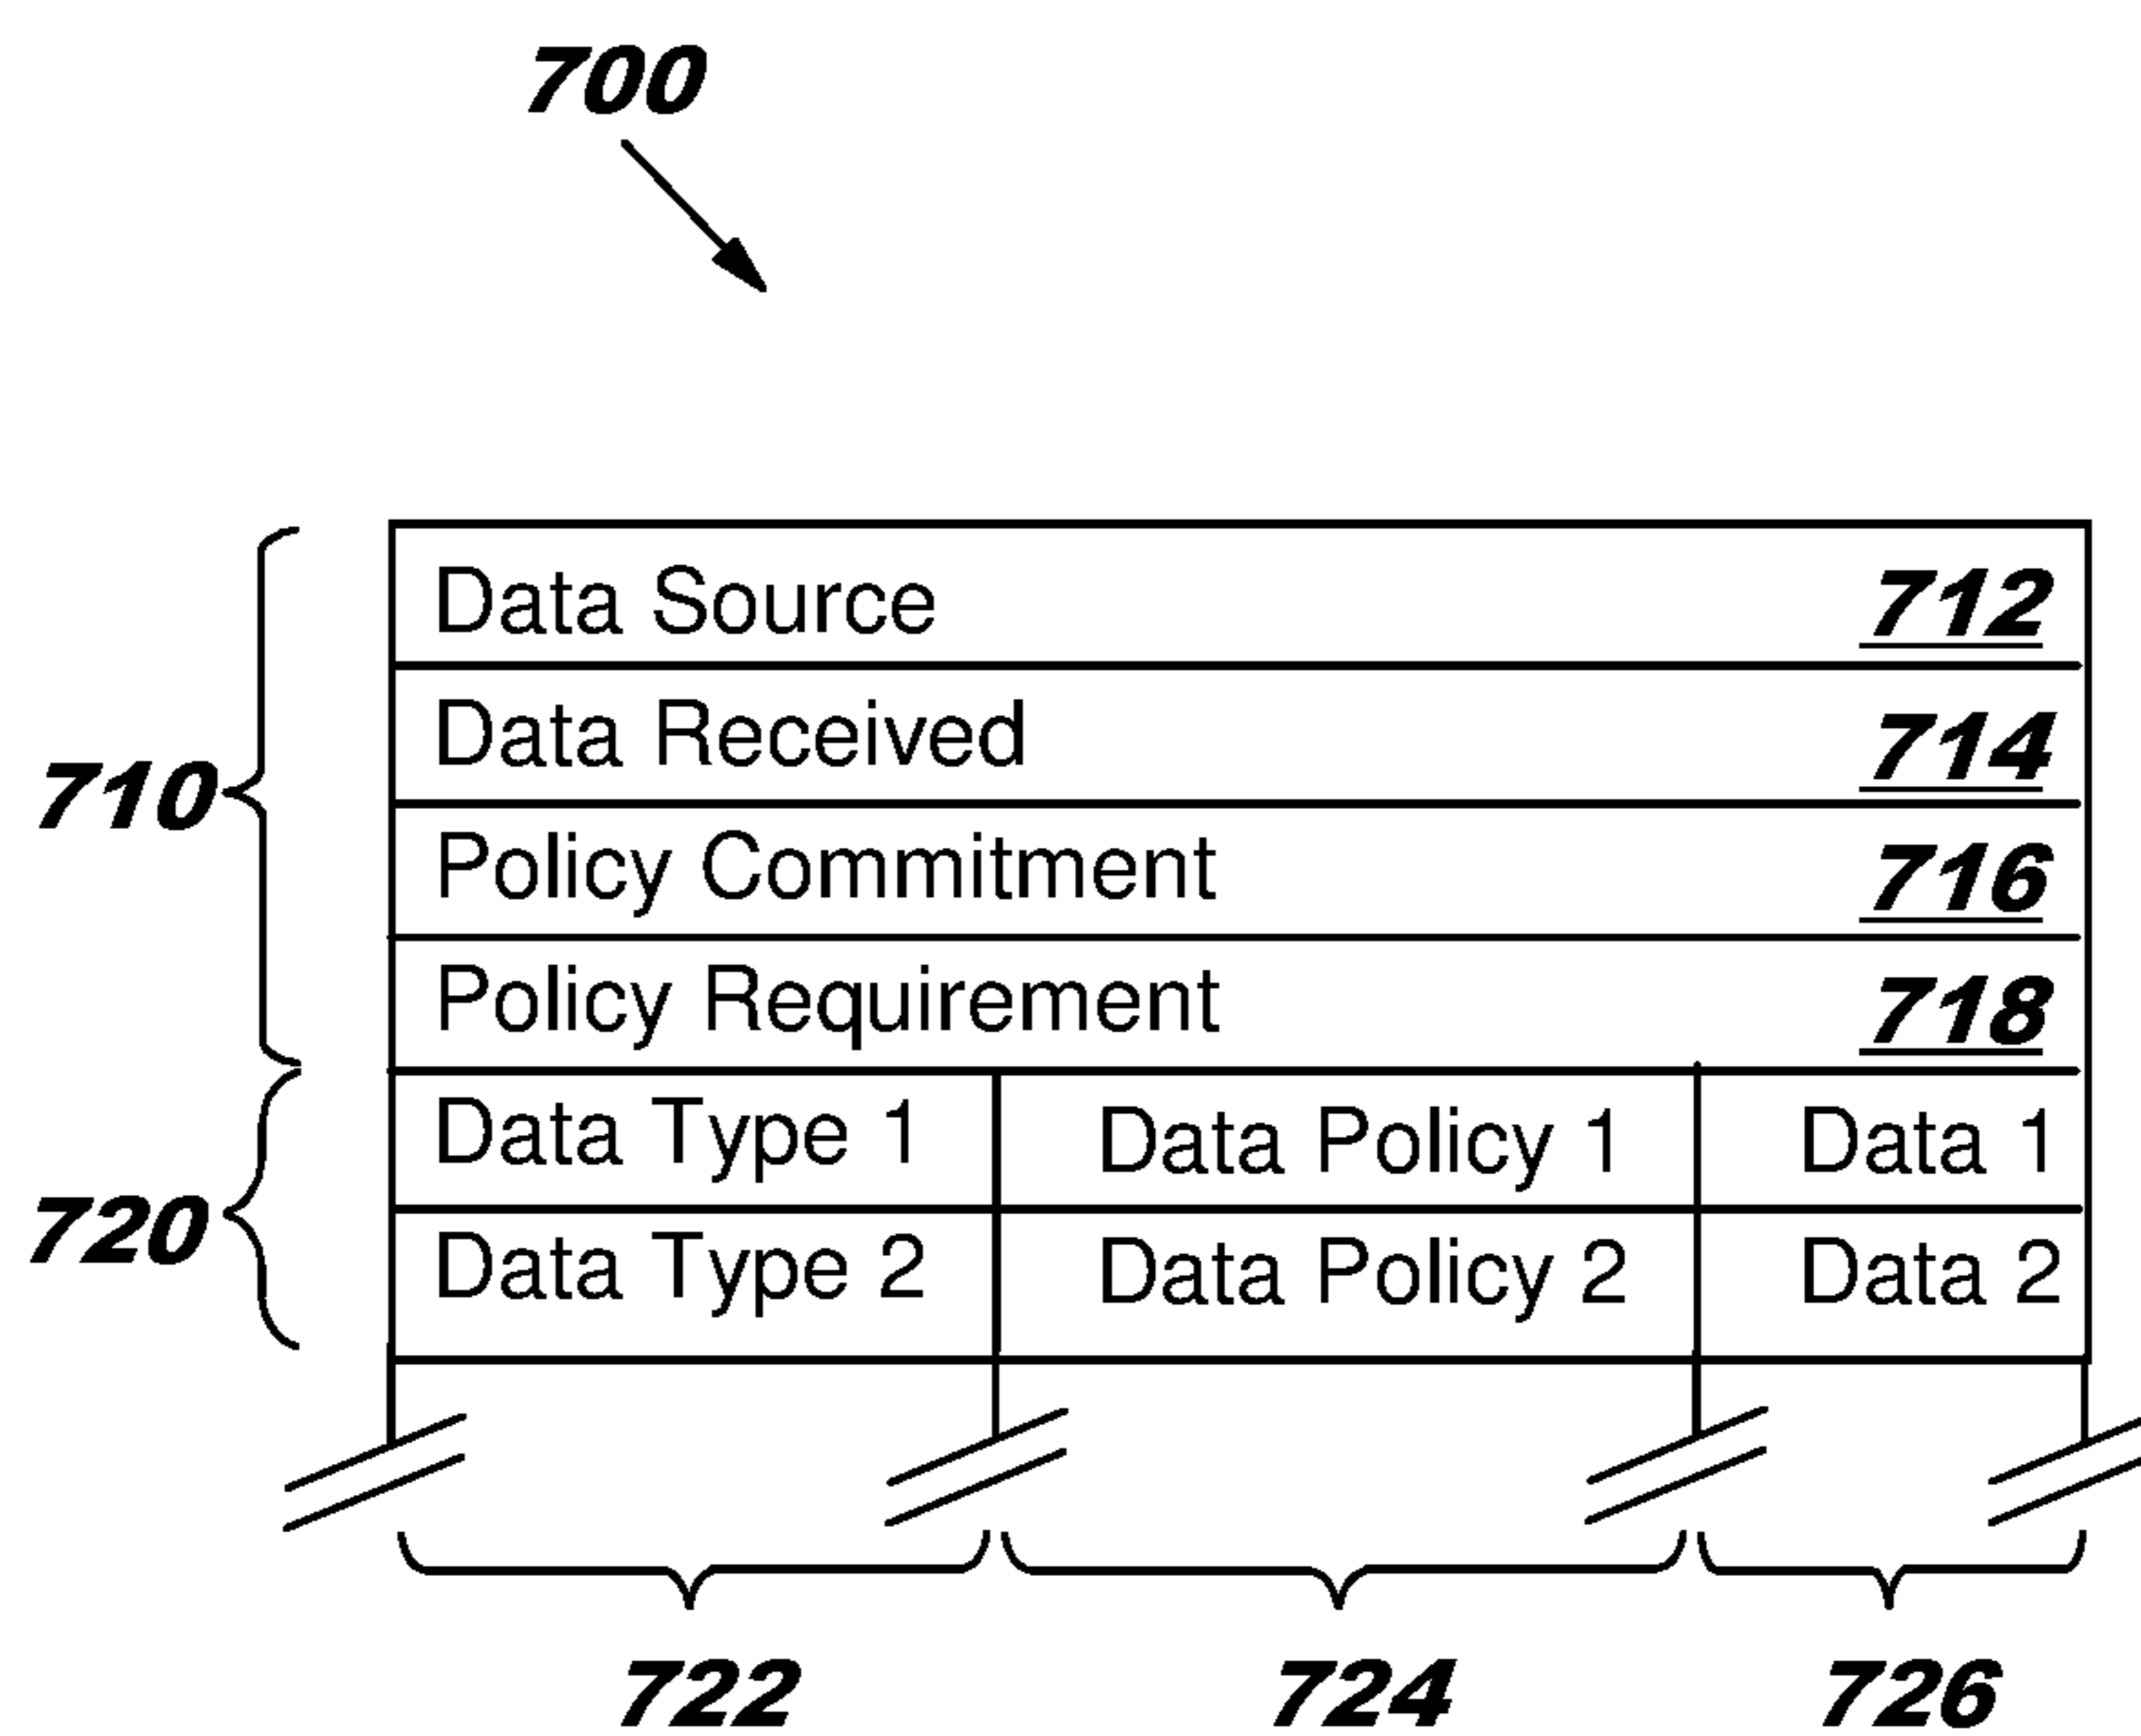 700
Data Source 712
Data Received 714
710
Policy Commitment 716
Policy Requirement 718
Data Type 1 Data Policy 1 Data 1
720
Data Type 2 Data Policy 2 Data 2
722 724 726